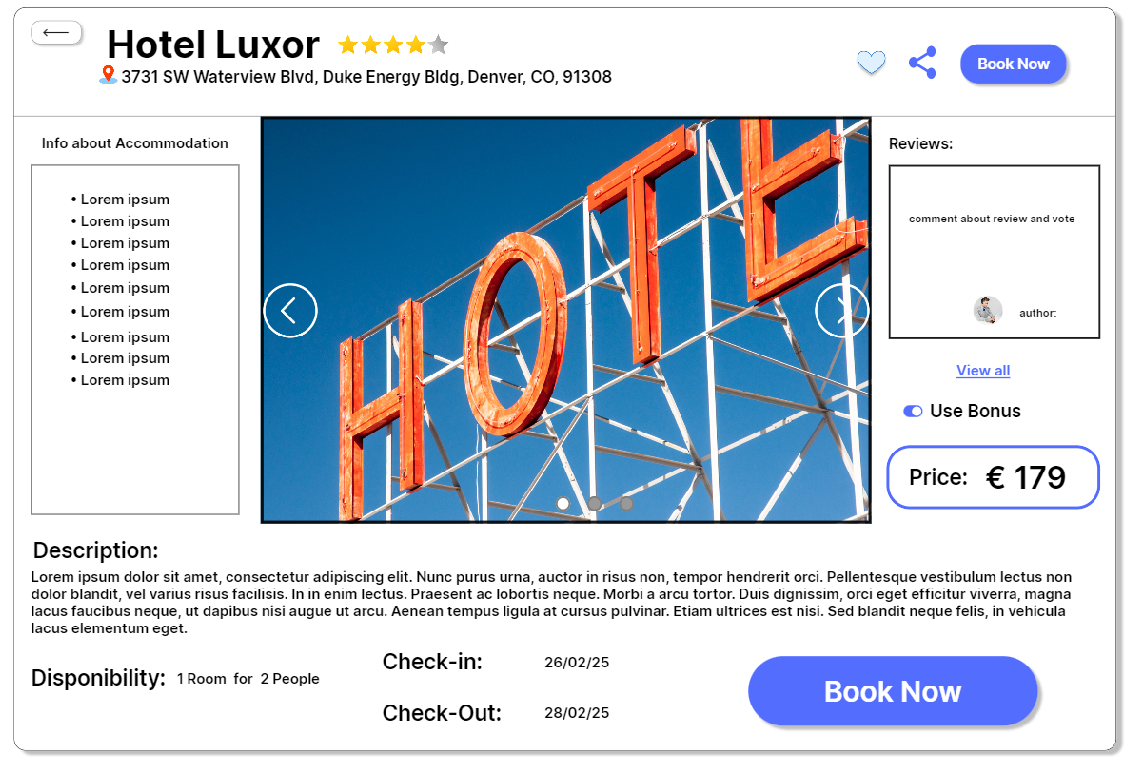 Hotel Luxor
3731 SW Waterview Blvd, Duke Energy Bldg, Denver, CO, 91308
Book Now
Info about Accommodation
• Lorem ipsum
• Lorem ipsum
• Lorem ipsum
• Lorem ipsum
• Lorem ipsum
• Lorem ipsum
• Lorem ipsum
• Lorem ipsum
• Lorem ipsum
HOTE
Reviews:
comment about review and vote
author:
View all
Use Bonus
Price: € 179
Description:
Lorem ipsum dolor sit amet, consectetur adipiscing elit. Nunc purus urna, auctor in risus non, tempor hendrerit orci. Pellentesque vestibulum lectus non
dolor blandit, vel varius risus facilisis. In in enim lectus. Praesent ac lobortis neque. Morbi a arcu tortor. Duis dignissim, orci eget efficitur viverra, magna
lacus faucibus neque, ut dapibus nisi augue ut arcu. Aenean tempus ligula at cursus pulvinar. Etiam ultrices est nisi. Sed blandit neque felis, in vehicula
lacus elementum eget.
Disponibility: 1 Room for 2 People
Check-in: 26/02/25
Check-Out: 28/02/25
Book Now